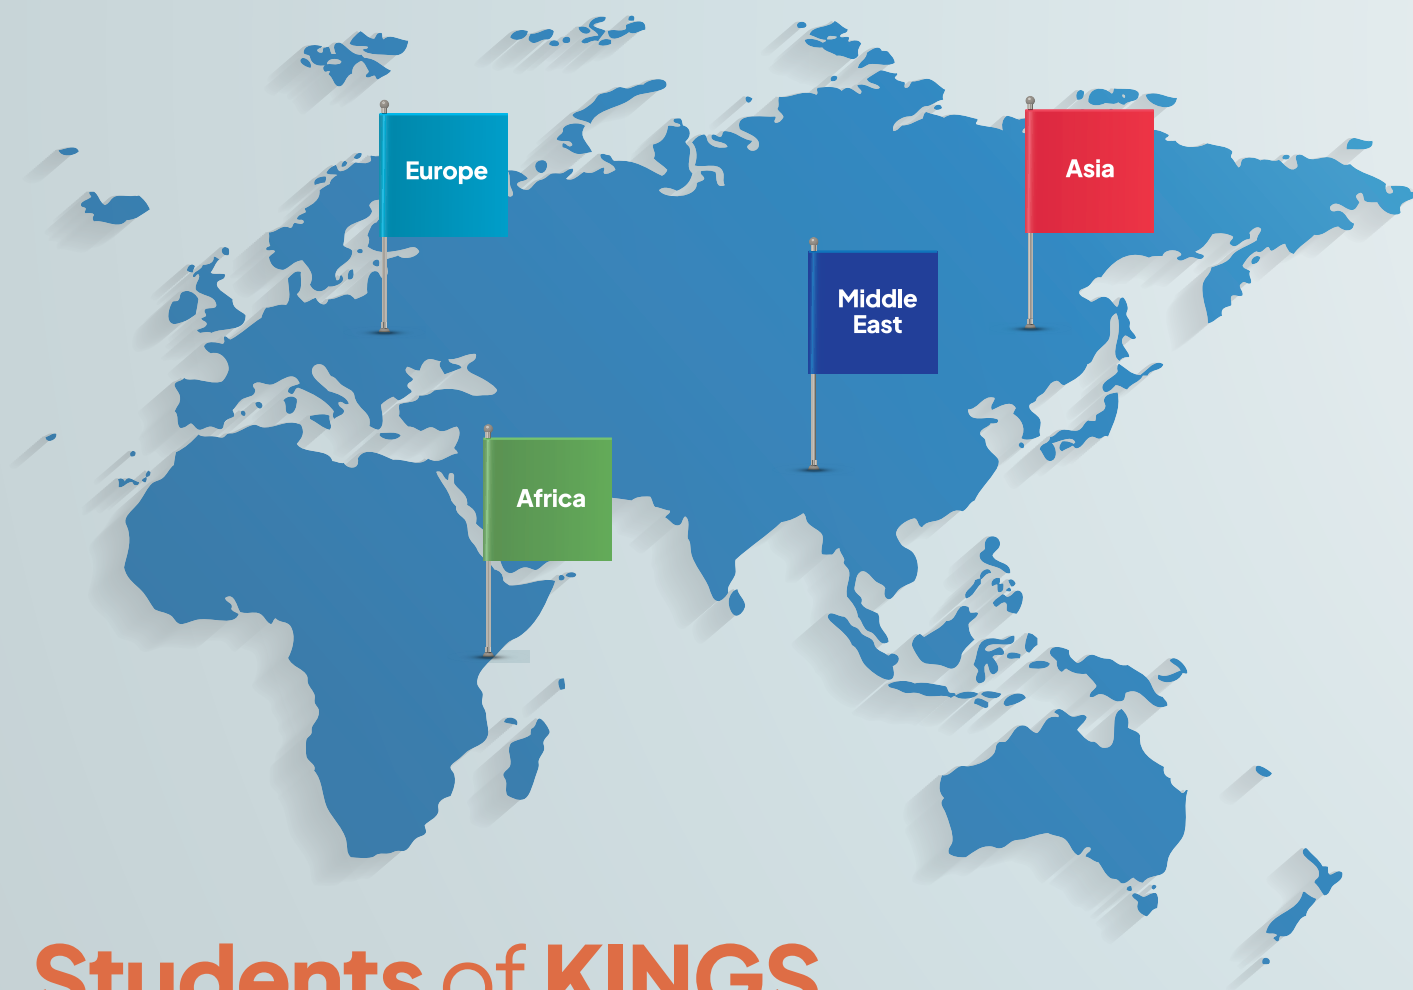 Europe
Asia
Middle
East
Africa
Students of KINGS